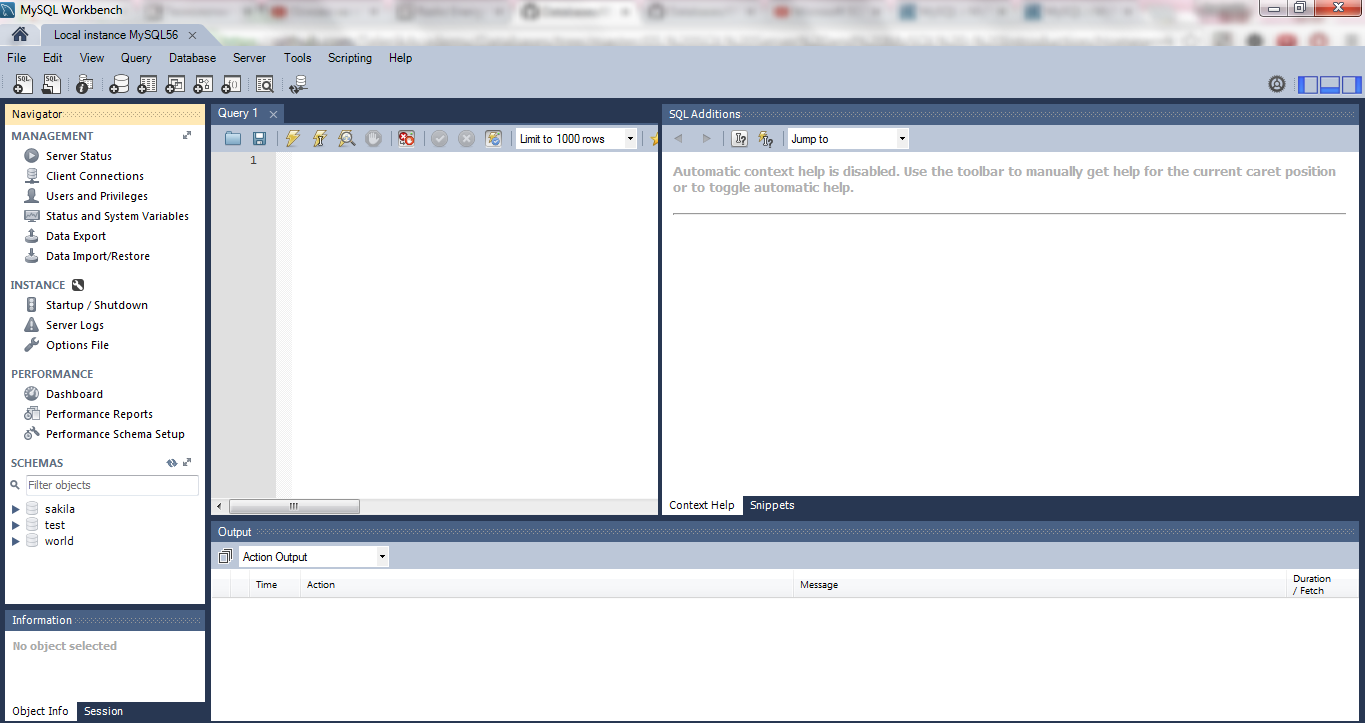 MySQL Workbench
Local instance MySQL56
File Edit View Query Database Server Tools Scripting Help
Navigator
MANAGEMENT
Server Status
Client Connections
Users and Privileges
Status and System Variables
Data Export
Data Import/Restore
INSTANCE
Startup / Shutdown
Server Logs
Options File
PERFORMANCE
Dashboard
Performance Reports
Performance Schema Setup
SCHEMAS
Filter objects
sakila
test
world
Information
No object selected
Object Info Session
Query 1
Limit to 1000 rows
1
SQL Additions
Jump to
Automatic context help is disabled. Use the toolbar to manually get help for the current caret position
or to toggle automatic help.
Context Help Snippets
Output
Action Output
Time Action Message Duration
/ Fetch